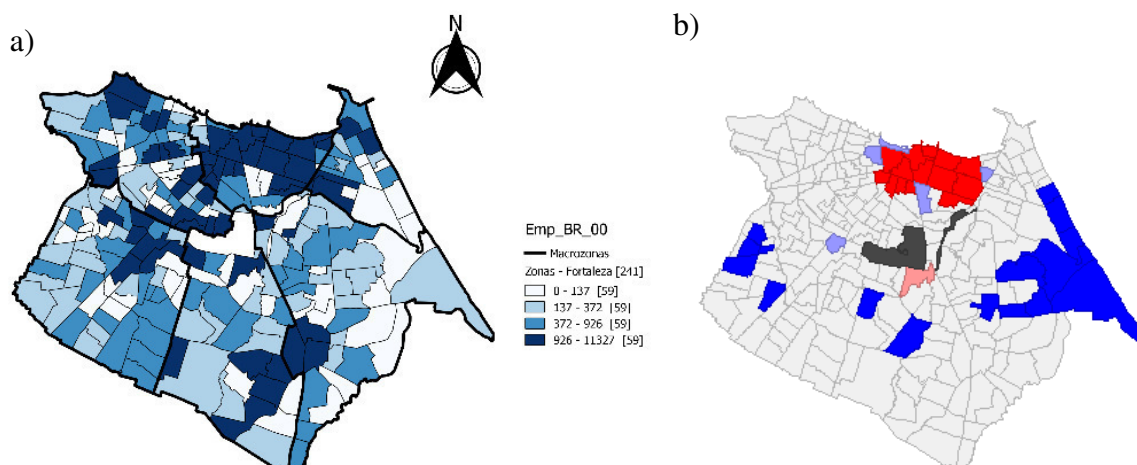 a)
N
b)
Emp_BR_00
Macrozonas
Zonas - Fortaleza [241]
0 - 137 [59]
137 - 372 [59]
372 - 926 [59]
926 - 11327 [59]